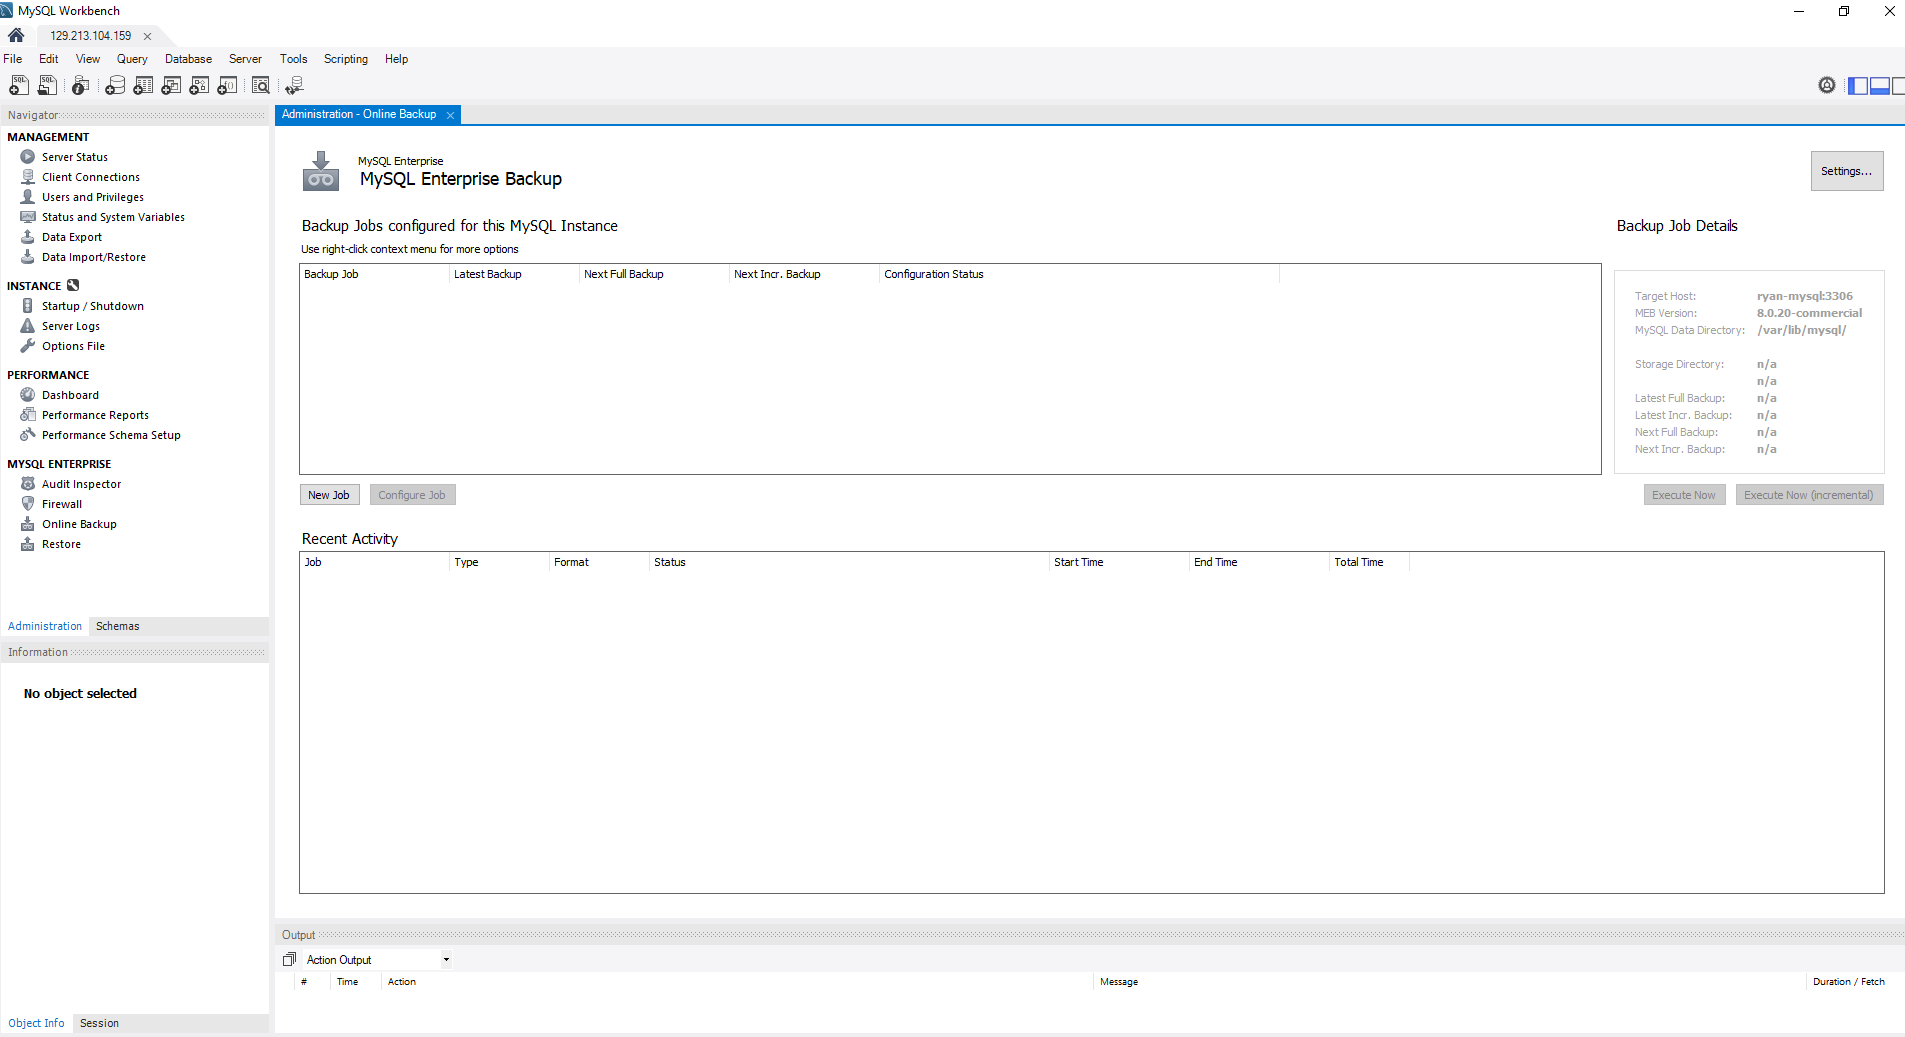 MySQL Workbench
129.213.104.159
File Edit View Query Database Server Tools Scripting Help
Navigator
MANAGEMENT
Server Status
Client Connections
Users and Privileges
Status and System Variables
Data Export
Data Import/Restore
INSTANCE
Startup / Shutdown
Server Logs
Options File
PERFORMANCE
Dashboard
Performance Reports
Performance Schema Setup
MYSQL ENTERPRISE
Audit Inspector
Firewall
Online Backup
Restore
Administration Schemas
Information
No object selected
Object Info Session
Administration - Online Backup
MySQL Enterprise
MySQL Enterprise Backup
Settings...
Backup Jobs configured for this MySQL Instance
Use right-click context menu for more options
Backup Job Latest Backup Next Full Backup Next Incr. Backup Configuration Status
New Job Configure Job
Backup Job Details
Target Host: ryan-mysql:3306
MEB Version: 8.0.20-commercial
MySQL Data Directory: /var/lib/mysql/
Storage Directory: n/a
n/a
Latest Full Backup: n/a
Latest Incr. Backup: n/a
Next Full Backup: n/a
Next Incr. Backup: n/a
Execute Now Execute Now (incremental)
Recent Activity
Job Type Format Status Start Time End Time Total Time
Output
Action Output
# Time Action Message Duration / Fetch